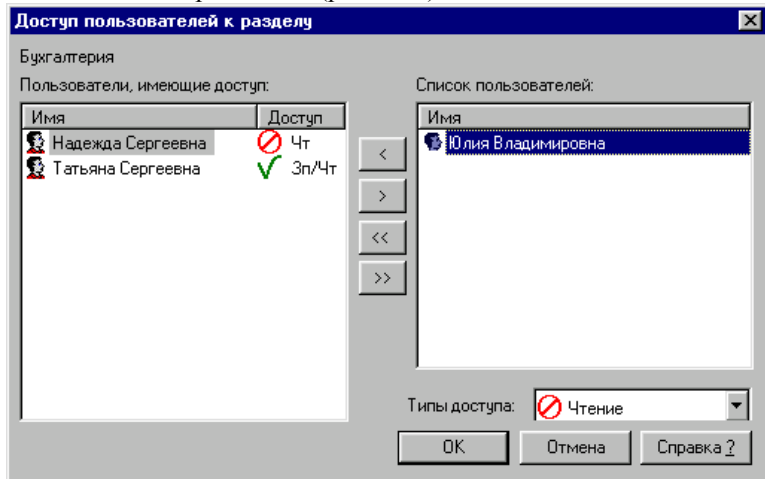 Доступ пользователей к разделу
Бухгалтерия
Пользователи, имеющие доступ:
Имя Доступ
Надежда Сергеевна Чт
Татьяна Сергеевна Зп/Чт
<
>
<<
>>
Список пользователей:
Имя
Юлия Владимировна
Типы доступа: Чтение
OK Отмена Справка ?